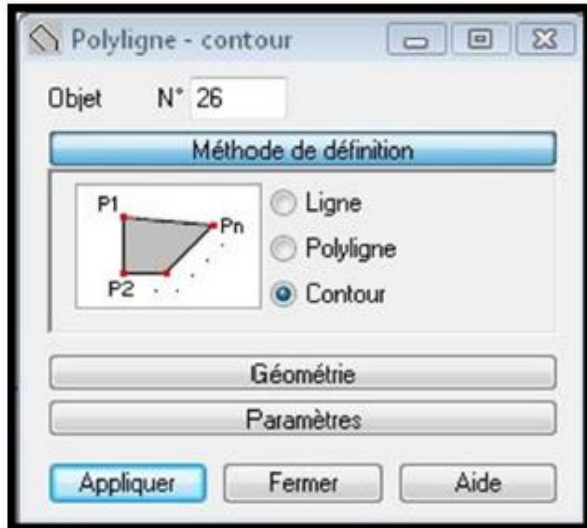 Polyligne - contour
Objet N° 26
Méthode de définition
P1
Pn
P2
Ligne
Polyligne
Contour
Géométrie
Paramètres
Appliquer Fermer Aide